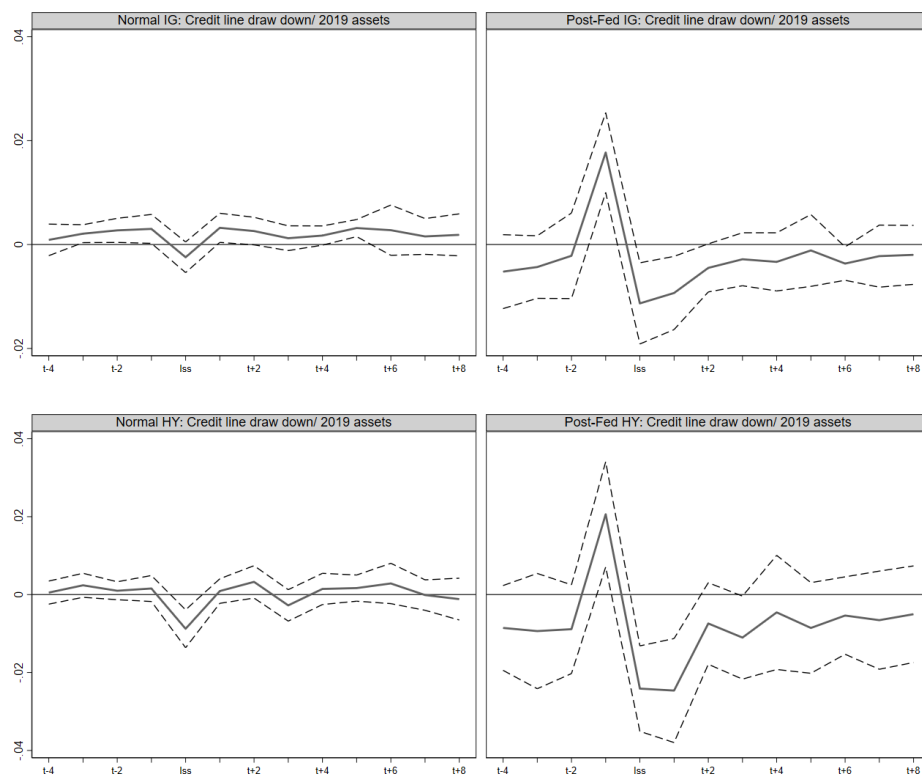 Normal IG: Credit line draw down/ 2019 assets
Post-Fed IG: Credit line draw down/ 2019 assets
.04
.02
0
-.02
t-4 t-2 Iss t+2 t+4 t+6 t+8
t-4 t-2 Iss t+2 t+4 t+6 t+8
Normal HY: Credit line draw down/ 2019 assets
Post-Fed HY: Credit line draw down/ 2019 assets
.04
.02
0
-.02
-.04
t-4 t-2 Iss t+2 t+4 t+6 t+8
t-4 t-2 Iss t+2 t+4 t+6 t+8